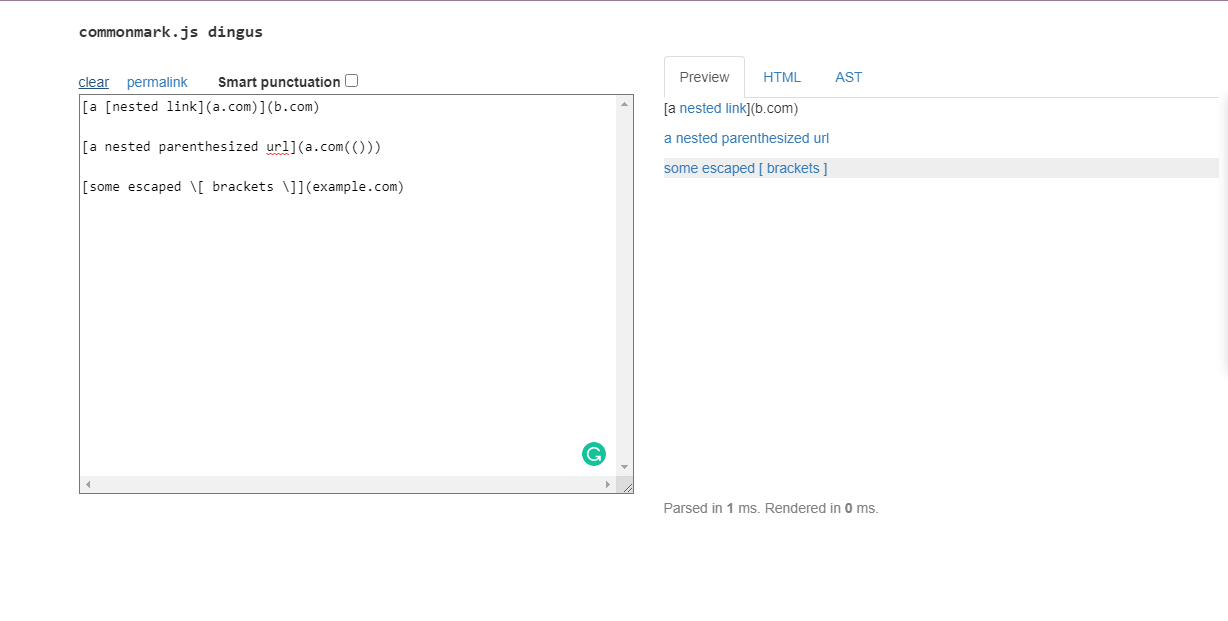 commonmark.js dingus
clear permalink Smart punctuation
[a [nested link](a.com)](b.com)
[a nested parenthesized url](a.com(()))
[some escaped \[ brackets \]](example.com)
Preview HTML AST
[a nested link](b.com)
a nested parenthesized url
some escaped [ brackets ]
Parsed in 1 ms. Rendered in 0 ms.